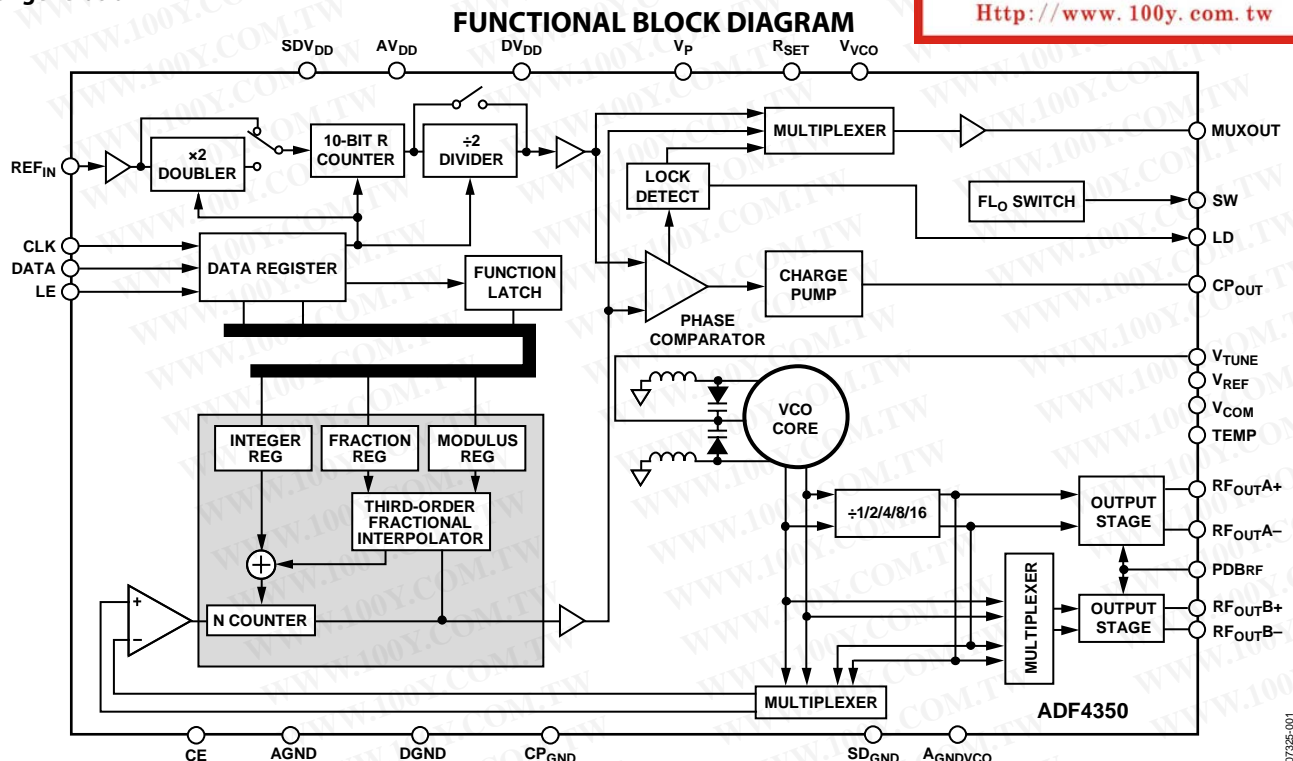 FUNCTIONAL BLOCK DIAGRAM
Http://www.100y.com.tw
SDVDD
AVDD
DVDD
VP
RSET
VVCO
REFIN
×2
DOUBLER
10-BIT R
COUNTER
÷2
DIVIDER
MULTIPLEXER
MUXOUT
LOCK
DETECT
FLO SWITCH
SW
LD
CLK
DATA
LE
DATA REGISTER
FUNCTION
LATCH
CHARGE
PUMP
CPOUT
PHASE
COMPARATOR
VTUNE
VREF
VCOM
TEMP
VCO
CORE
INTEGER
REG
FRACTION
REG
MODULUS
REG
THIRD-ORDER
FRACTIONAL
INTERPOLATOR
+
−
N COUNTER
÷1/2/4/8/16
OUTPUT
STAGE
RFOUTA+
RFOUTA−
PDBRF
MULTIPLEXER
OUTPUT
STAGE
RFOUTB+
RFOUTB−
MULTIPLEXER
ADF4350
CE
AGND
DGND
CPGND
SDGND
AGNDVCO
07325-001
WWW.100Y.COM.TW